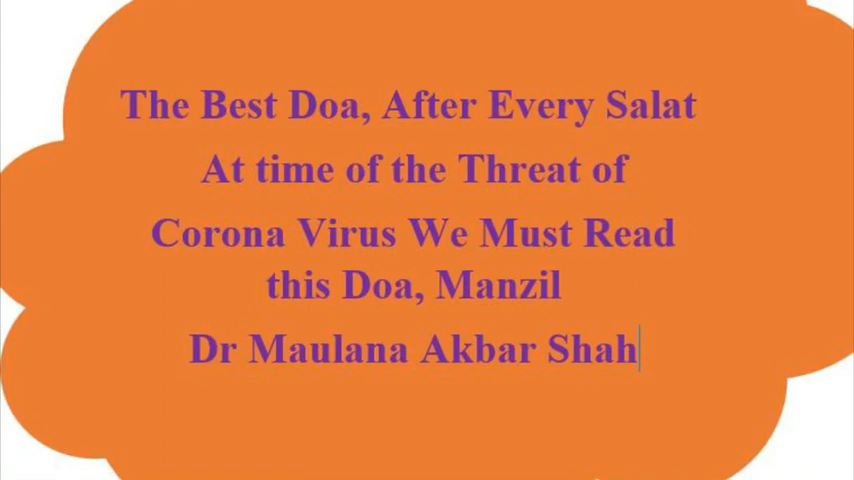 The Best Doa, After Every Salat
At time of the Threat of
Corona Virus We Must Read
this Doa, Manzil
Dr Maulana Akbar Shah